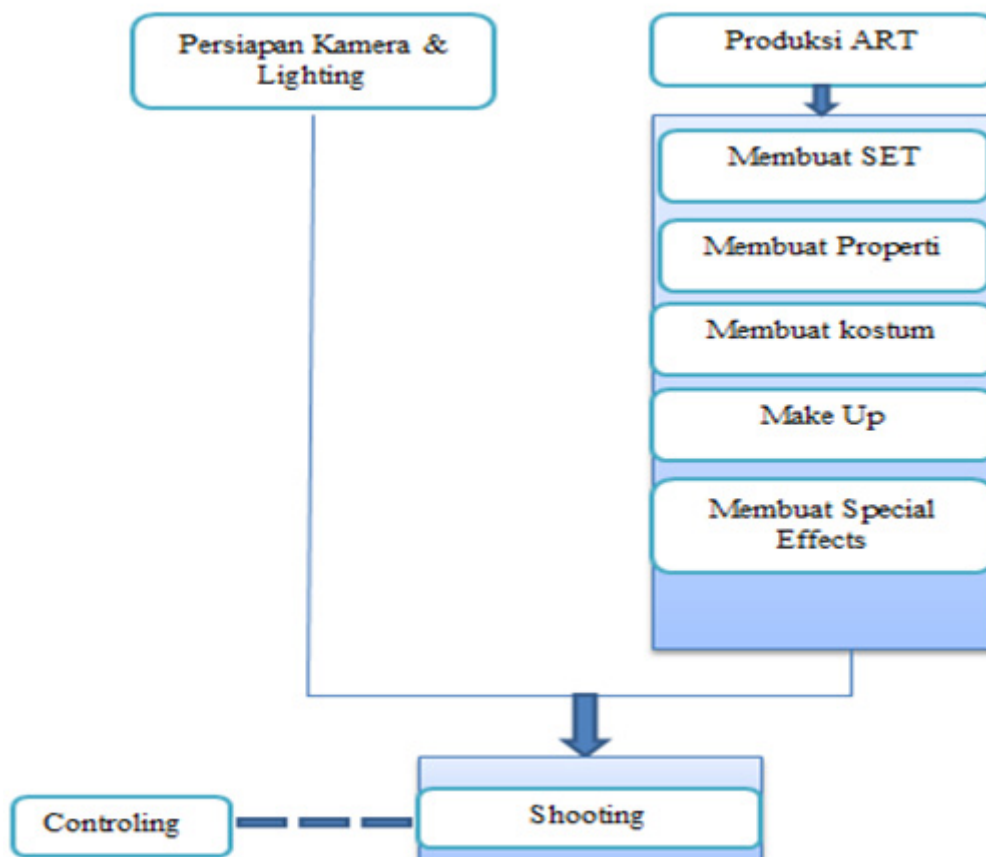 Persiapan Kamera &
Lighting
Produksi ART
Membuat SET
Membuat Properti
Membuat kostum
Make Up
Membuat Special
Effects
Controling
Shooting